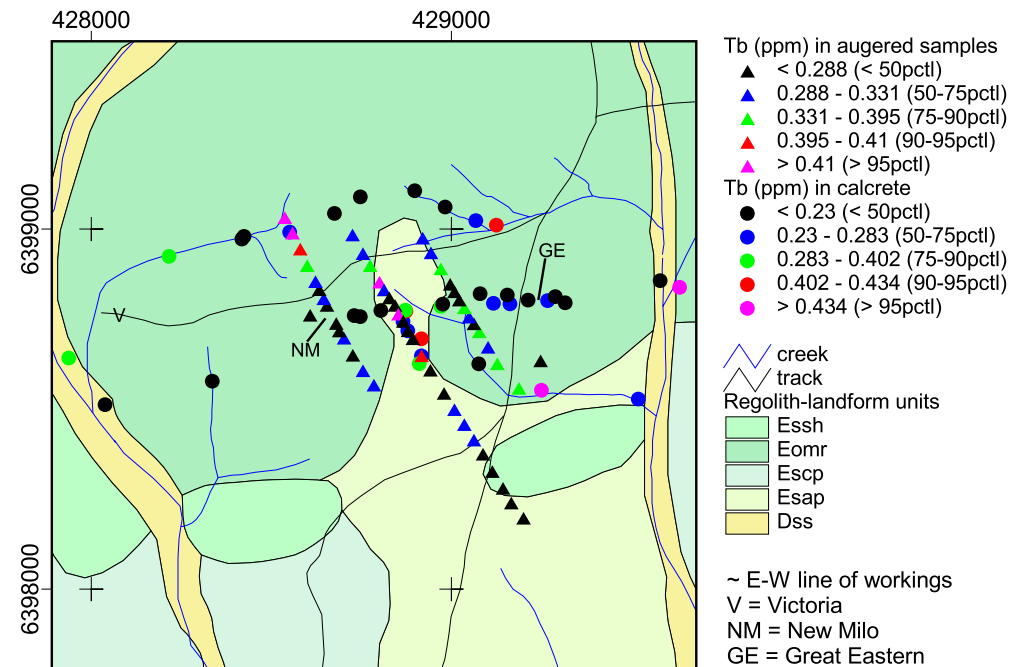 428000
429000
6399000
6398000
GE
V
NM
Tb (ppm) in augered samples
< 0.288 (< 50pctl)
0.288 - 0.331 (50-75pctl)
0.331 - 0.395 (75-90pctl)
0.395 - 0.41 (90-95pctl)
> 0.41 (> 95pctl)
Tb (ppm) in calcrete
< 0.23 (< 50pctl)
0.23 - 0.283 (50-75pctl)
0.283 - 0.402 (75-90pctl)
0.402 - 0.434 (90-95pctl)
> 0.434 (> 95pctl)
creek
track
Regolith-landform units
Essh
Eomr
Escp
Esap
Dss
~ E-W line of workings
V = Victoria
NM = New Milo
GE = Great Eastern